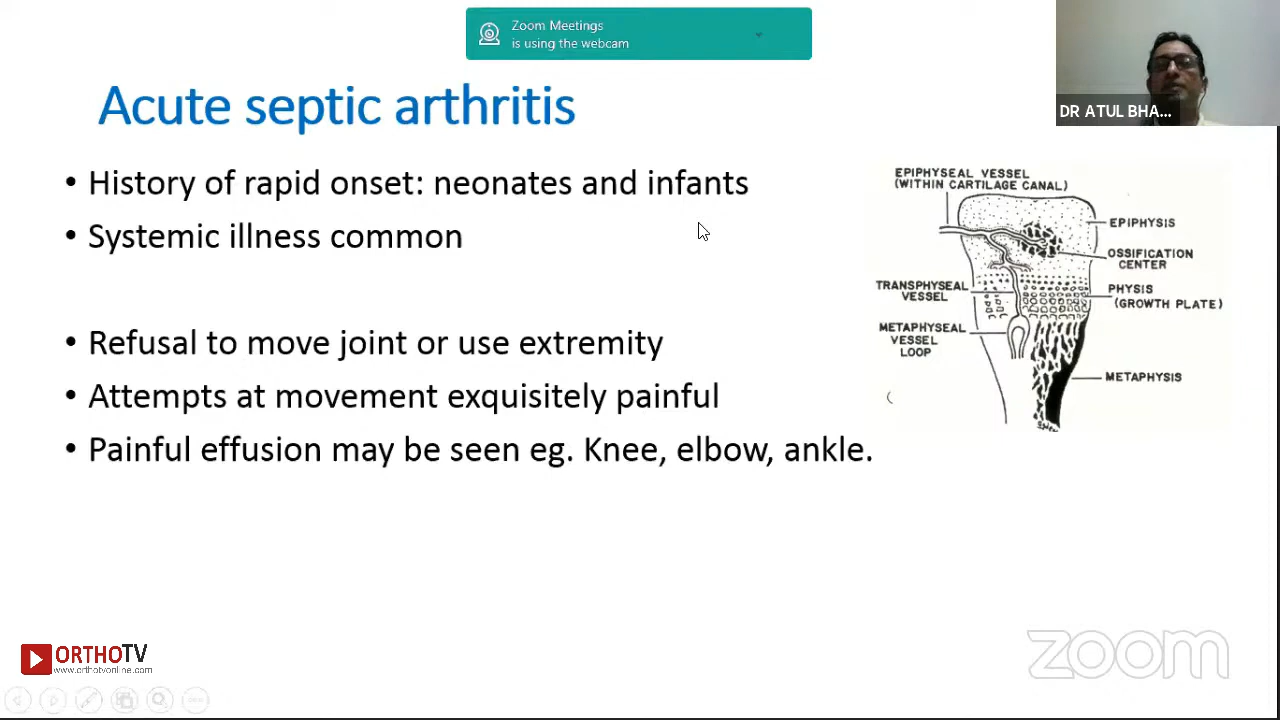 Zoom Meetings
is using the webcam
DR ATUL BHA...
Acute septic arthritis
• History of rapid onset: neonates and infants
• Systemic illness common
• Refusal to move joint or use extremity
• Attempts at movement exquisitely painful
• Painful effusion may be seen eg. Knee, elbow, ankle.
EPIPHYSEAL VESSEL
(WITHIN CARTILAGE CANAL)
EPIPHYSIS
OSSIFICATION
CENTER
TRANSPHYSEAL
VESSEL
PHYSIS
(GROWTH PLATE)
METAPHYSEAL
VESSEL
LOOP
METAPHYSIS
ORTHOTV
www.orthotvonline.com
zoom